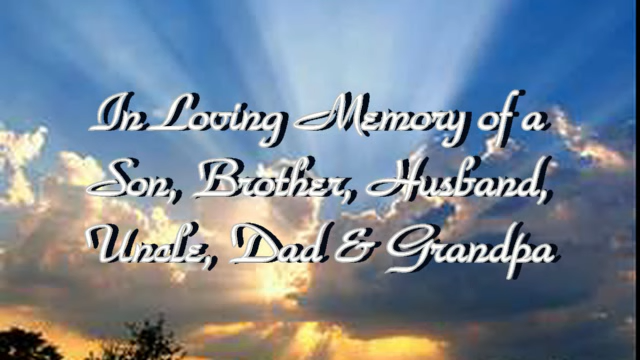 In Loving Memory of a
Son, Brother, Husband,
Uncle, Dad & Grandpa